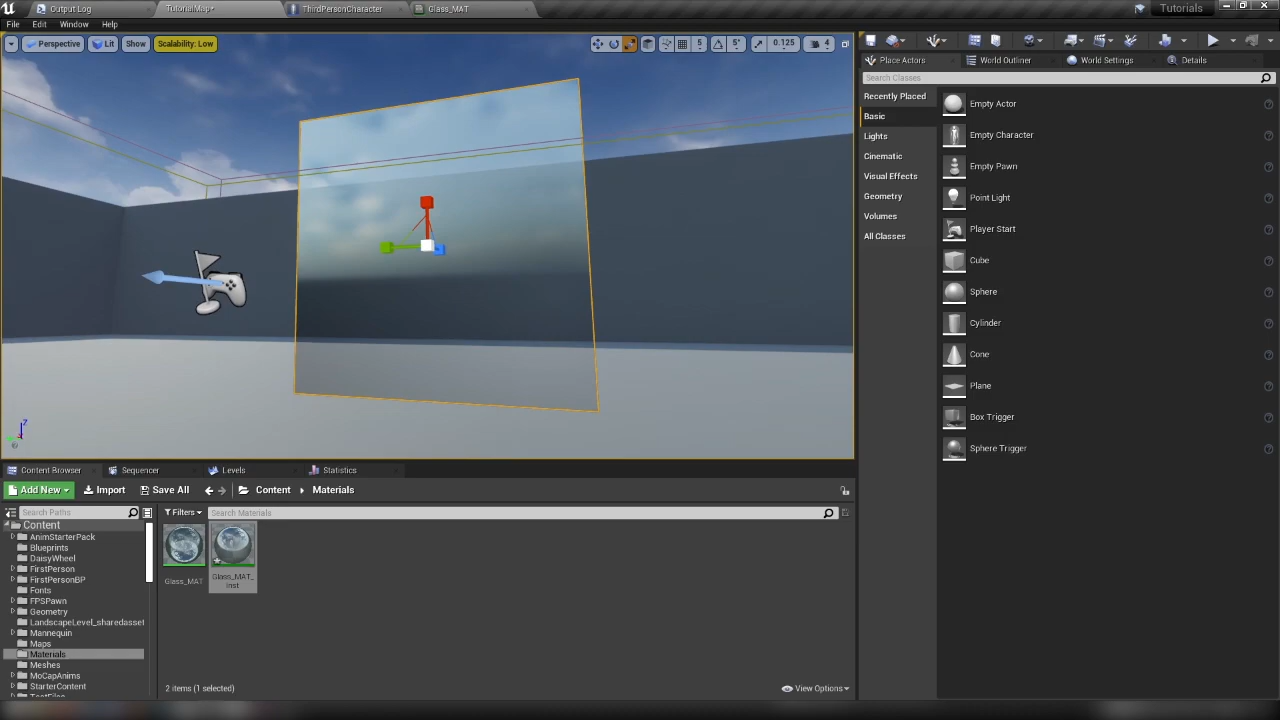 Output Log
TutorialMap*
ThirdPersonCharacter
Glass_MAT
Tutorials
File
Edit
Window
Help
Perspective
Lit
Show
Scalability: Low
5
5°
0.125
4
Place Actors
World Outliner
World Settings
Details
Search Classes
Recently Placed
Basic
Lights
Cinematic
Visual Effects
Geometry
Volumes
All Classes
Empty Actor
Empty Character
Empty Pawn
Point Light
Player Start
Cube
Sphere
Cylinder
Cone
Plane
Box Trigger
Sphere Trigger
Z
Content Browser
Sequencer
Levels
Statistics
Add New
Import
Save All
Content
Materials
Search Paths
Filters
Search Materials
Content
AnimStarterPack
Blueprints
DaisyWheel
FirstPerson
FirstPersonBP
Fonts
FPSPawn
Geometry
LandscapeLevel_sharedasset
Mannequin
Maps
Materials
Meshes
MoCapAnims
StarterContent
Glass_MAT
Glass_MAT_
Inst
2 items (1 selected)
View Options